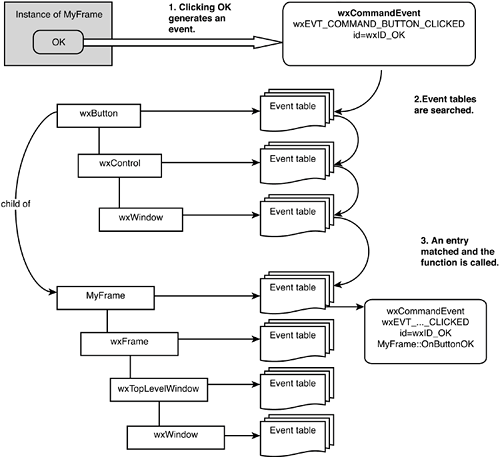 Instance of MyFrame
OK
1. Clicking OK
generates an
event.
wxCommandEvent
wxEVT_COMMAND_BUTTON_CLICKED
id=wxID_OK
wxButton
Event table
2.Event tables
are searched.
wxControl
Event table
child of
wxWindow
Event table
3. An entry
matched and the
function is called.
MyFrame
Event table
wxCommandEvent
wxEVT_..._CLICKED
id=wxID_OK
MyFrame::OnButtonOK
wxFrame
Event table
wxTopLevelWindow
Event table
wxWindow
Event table